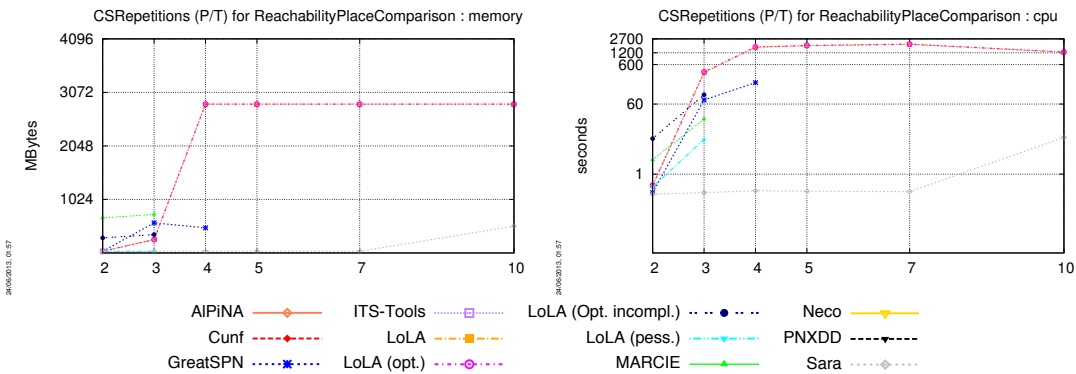 CSRepetitions (P/T) for ReachabilityPlaceComparison : memory
4096
3072
2048
1024
MBytes
2 3 4 5 7 10
24/06/2013, 01:57
CSRepetitions (P/T) for ReachabilityPlaceComparison : cpu
2700
1200
600
60
1
seconds
2 3 4 5 7 10
24/06/2013, 01:57
AlPiNA
Cunf
GreatSPN
ITS-Tools
LoLA
LoLA (opt.)
LoLA (Opt. incompl.)
LoLA (pess.)
MARCIE
Neco
PNXDD
Sara